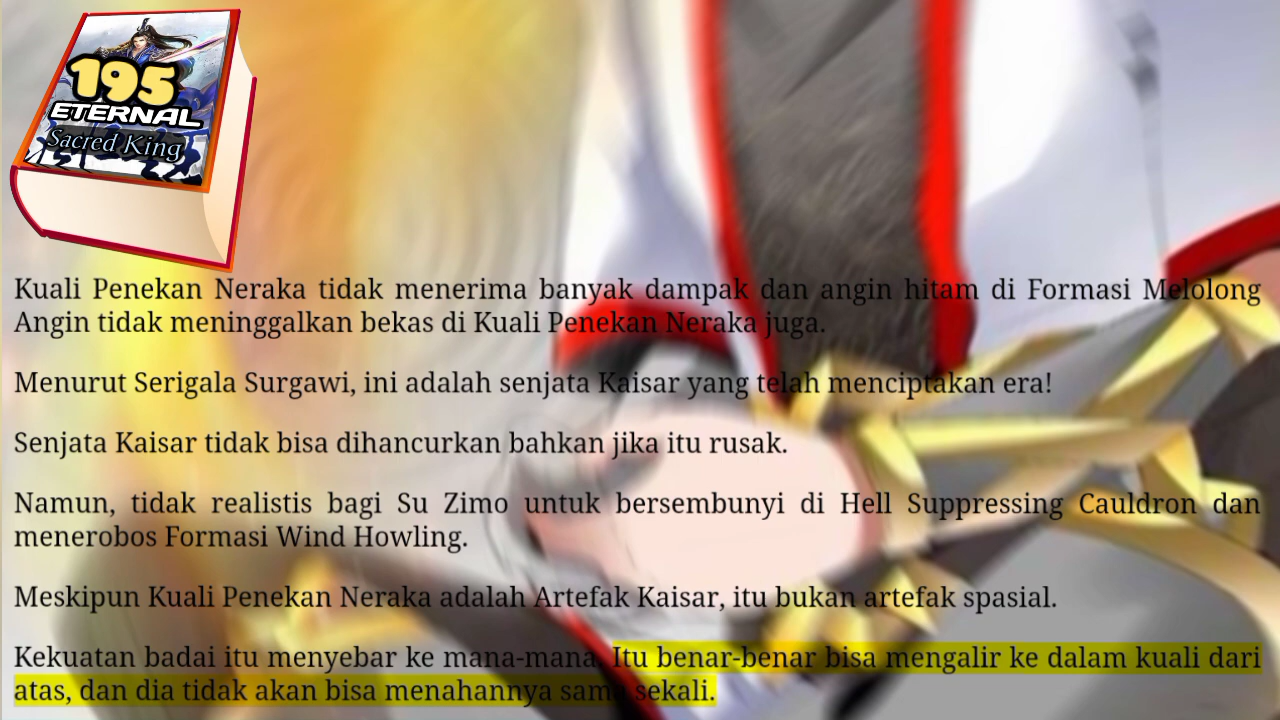 195
ETERNAL
Sacred King
Kuali Penekan Neraka tidak menerima banyak dampak dan angin hitam di Formasi Melolong
Angin tidak meninggalkan bekas di Kuali Penekan Neraka juga.
Menurut Serigala Surgawi, ini adalah senjata Kaisar yang telah menciptakan era!
Senjata Kaisar tidak bisa dihancurkan bahkan jika itu rusak.
Namun, tidak realistis bagi Su Zimo untuk bersembunyi di Hell Suppressing Cauldron dan
menerobos Formasi Wind Howling.
Meskipun Kuali Penekan Neraka adalah Artefak Kaisar, itu bukan artefak spasial.
Kekuatan badai itu menyebar ke mana-mana. Itu benar-benar bisa mengalir ke dalam kuali dari
atas, dan dia tidak akan bisa menahannya sama sekali.